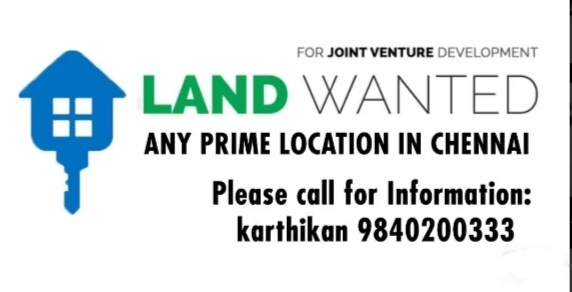 FOR JOINT VENTURE DEVELOPMENT
LAND WANTED
ANY PRIME LOCATION IN CHENNAI
Please call for Information:
karthikan 9840200333